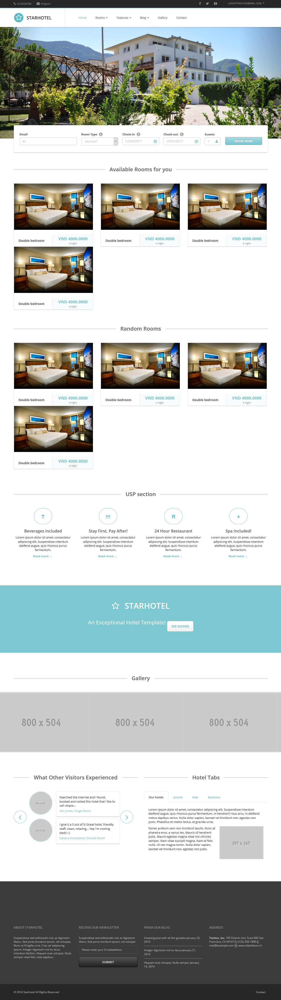 0123456789 Project4
LAIVANTRACHSG@MAIL.COM
STARHOTEL
Home Rooms Features Blog Gallery Contact
Email Room Type Check-in Check-out Guests
as Normarl 12/04/2017 20/04/2017 1 BOOK NOW
Available Rooms for you
Double bedroom VND 4000.0000
a night
Double bedroom VND 4000.0000
a night
Double bedroom VND 4000.0000
a night
Double bedroom VND 4000.0000
a night
Random Rooms
Double bedroom VND 4000.0000
a night
Double bedroom VND 4000.0000
a night
Double bedroom VND 4000.0000
a night
Double bedroom VND 4000.0000
a night
USP section
Beverages included
Lorem ipsum dolor sit amet, consectetur
adipiscing elit. Suspendisse interdum
eleifend augue, quis rhoncus purus
fermentum.
Read more
Stay First, Pay After!
Lorem ipsum dolor sit amet, consectetur
adipiscing elit. Suspendisse interdum
eleifend augue, quis rhoncus purus
fermentum.
Read more
24 Hour Restaurant
Lorem ipsum dolor sit amet, consectetur
adipiscing elit. Suspendisse interdum
eleifend augue, quis rhoncus purus
fermentum.
Read more
Spa Included!
Lorem ipsum dolor sit amet, consectetur
adipiscing elit. Suspendisse interdum
eleifend augue, quis rhoncus purus
fermentum.
Read more
STARHOTEL
An Exceptional Hotel Template! SEE ROOMS
Gallery
800 x 504
800 x 504
800 x 504
What Other Visitors Experienced
100 x 100
Searched the internet and i found,
booked and visited this hotel that i like to
call utopia...
Kim Jones, Single Room
100 x 100
I give it a 5 out of 5! Great hotel, friendly
staff, clean, relaxing... Yep i'm coming
back! ;-)
Sandra Donnathan, Double Room
Hotel Tabs
Our hotels Events Kids Business
Lorem ipsum dolor sit amet, consectetur adipiscing elit. Suspendisse interdum
eleifend augue, quis rhoncus purus fermentum. In hendrerit risus arcu, in eleifend
metus dapibus varius. Nulla dolor sapien, laoreet vel tincidunt non, egestas non
justo. Phasellus et mattis lectus, et gravida urna.
Donec pretium sem non tincidunt iaculis. Nunc at
pharetra eros, a varius leo. Mauris id hendrerit
justo. Mauris egestas magna vitae nisi ultricies
semper. Nam vitae suscipit magna. Nam et felis
nulla. Ut nec magna tortor. Nulla dolor sapien,
laoreet vel tincidunt non, egestas non justo.
197 x 147
ABOUT STARHOTEL
Suspendisse sed sollicitudin nisl, at dignissim
libero. Sed porta tincidunt ipsum, vel volutpat.
Nunc ut fringilla urna. Cras vel adipiscing
ipsum. Integer dignissim nisl eu lacus
interdum facilisis. Aliquam erat volutpat. Nulla
semper vitae felis vitae dapibus.
RECIEVE OUR NEWSLETTER
Suspendisse sed sollicitudin nisl, at dignissim
libero. Sed porta tincidunt ipsum, vel volutpa!
Please enter your E-mailaddress
SUBMIT
FROM OUR BLOG
Amazing post with all the goodies January 23,
2014
Integer dignissim nisl eu lacus January 21,
2014
Aliquam erat volutpat. Nulla semper January
14, 2014
ADDRESS
Twitter, Inc. 795 Folsom Ave, Suite 600 San
Francisco, CA 94107 P: (123) 456-7890 E:
mail@example.com W: www.slashdown.nl
© 2014 Starhotel All Rights Reserved
Contact